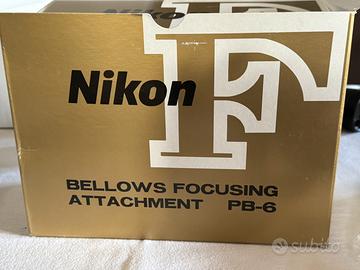 Nikon
F
BELLOWS FOCUSING
ATTACHMENT PB-6
subito